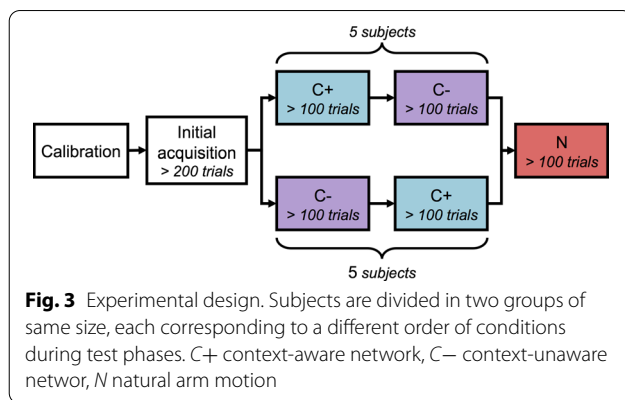 5 subjects
C+
> 100 trials
C-
> 100 trials
Calibration
Initial
acquisition
> 200 trials
N
> 100 trials
C-
> 100 trials
C+
> 100 trials
5 subjects
Fig. 3 Experimental design. Subjects are divided in two groups of
same size, each corresponding to a different order of conditions
during test phases. C+ context-aware network, C− context-unaware
networ, N natural arm motion